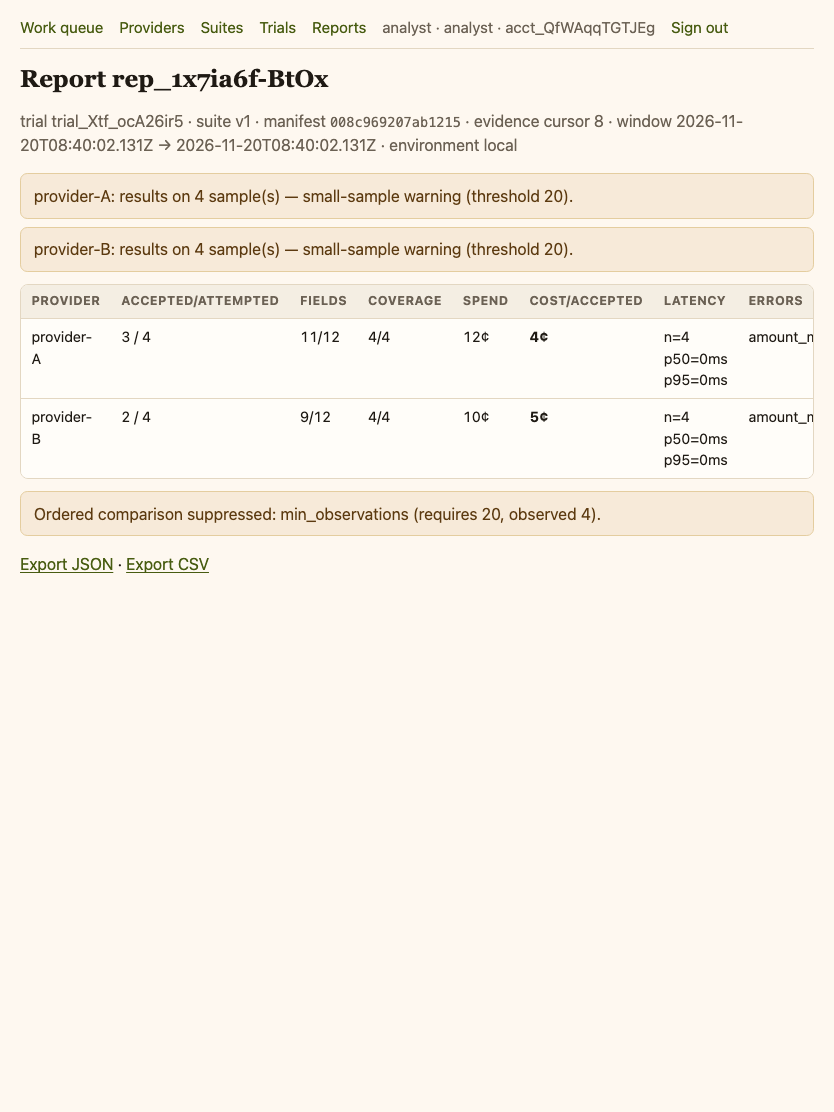 Work queue Providers Suites Trials Reports analyst · analyst · acct_QfWAqqTGTJEg Sign out
Report rep_1x7ia6f-BtOx
trial trial_Xtf_ocA26ir5 · suite v1 · manifest 008c969207ab1215 · evidence cursor 8 · window 2026-11-
20T08:40:02.131Z → 2026-11-20T08:40:02.131Z · environment local
provider-A: results on 4 sample(s) — small-sample warning (threshold 20).
provider-B: results on 4 sample(s) — small-sample warning (threshold 20).
PROVIDER ACCEPTED/ATTEMPTED FIELDS COVERAGE SPEND COST/ACCEPTED LATENCY ERRORS
provider- 3 / 4 11/12 4/4 12¢ 4¢ n=4 amount_m
A p50=0ms
p95=0ms
provider- 2 / 4 9/12 4/4 10¢ 5¢ n=4 amount_m
B p50=0ms
p95=0ms
Ordered comparison suppressed: min_observations (requires 20, observed 4).
Export JSON · Export CSV